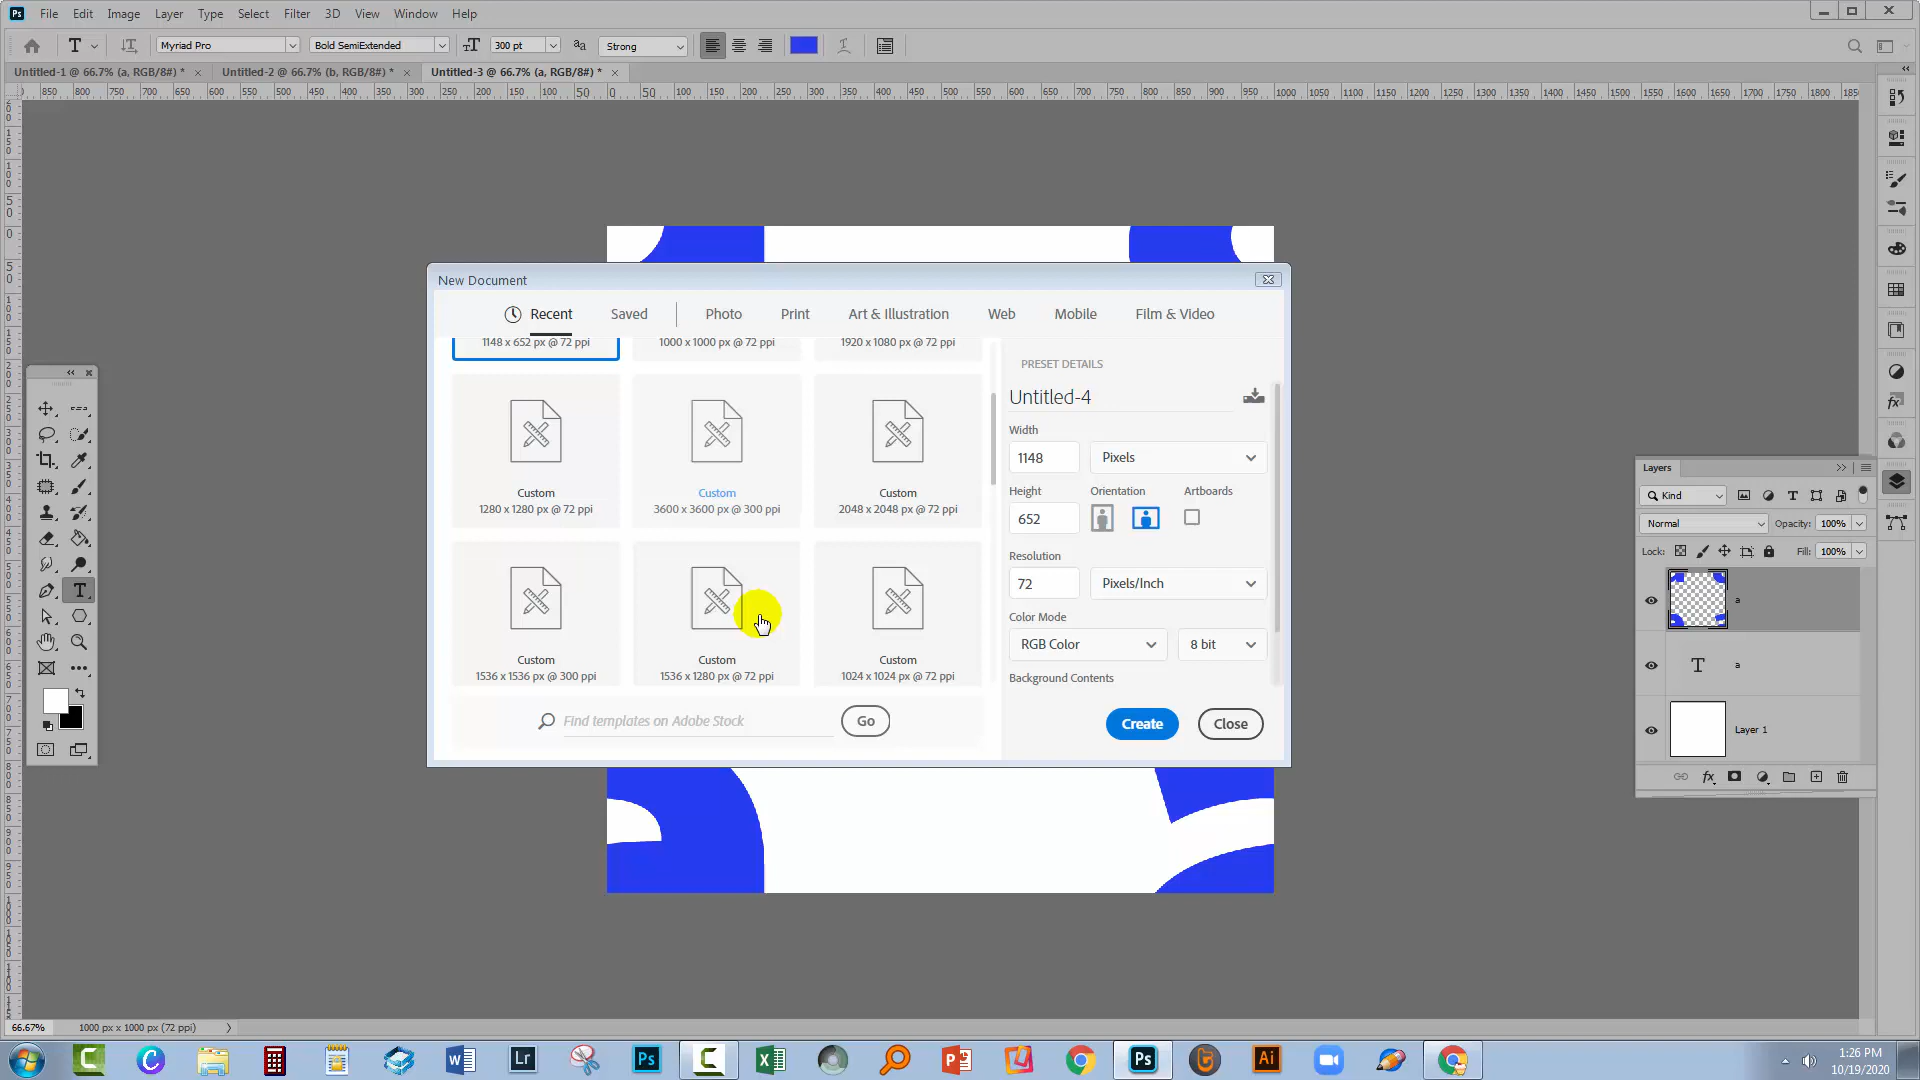 File Edit Image Layer Type Select Filter 3D View Window Help
Myriad Pro Bold SemiExtended 300 pt Strong
Untitled-1 @ 66.7% (a, RGB/8#) * Untitled-2 @ 66.7% (b, RGB/8#) * Untitled-3 @ 66.7% (a, RGB/8#) *
New Document
Recent Saved Photo Print Art & Illustration Web Mobile Film & Video
1148 x 652 px @ 72 ppi 1000 x 1000 px @ 72 ppi 1920 x 1080 px @ 72 ppi
Custom Custom Custom
1280 x 1280 px @ 72 ppi 3600 x 3600 px @ 300 ppi 2048 x 2048 px @ 72 ppi
Custom Custom Custom
1536 x 1536 px @ 300 ppi 1536 x 1280 px @ 72 ppi 1024 x 1024 px @ 72 ppi
Find templates on Adobe Stock Go
PRESET DETAILS
Untitled-4
Width
1148 Pixels
Height Orientation Artboards
652
Resolution
72 Pixels/Inch
Color Mode
RGB Color 8 bit
Background Contents
Create Close
Layers
Kind
Normal Opacity: 100%
Lock: Fill: 100%
a
a
Layer 1
66.67% 1000 px x 1000 px (72 ppi)
1:26 PM
10/19/2020